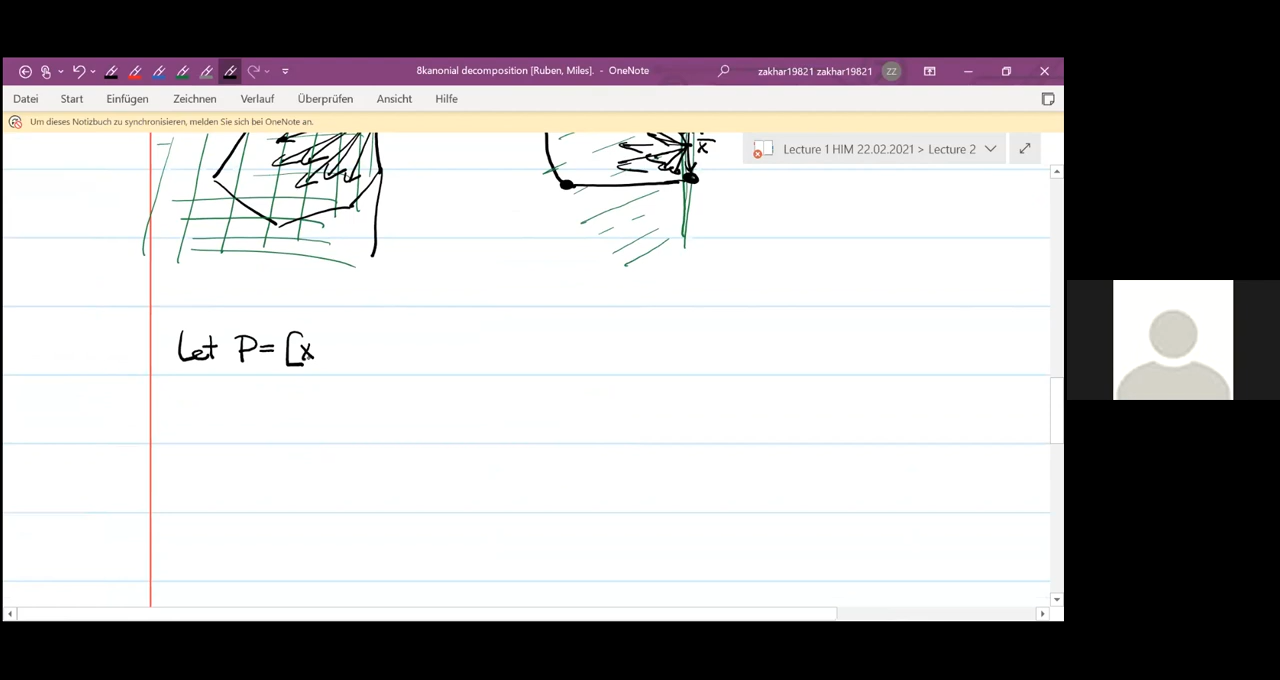 8kanonial decomposition [Ruben, Miles]. - OneNote
zakhar19821 zakhar19821 ZZ
Datei Start Einfügen Zeichnen Verlauf Überprüfen Ansicht Hilfe
Um dieses Notizbuch zu synchronisieren, melden Sie sich bei OneNote an.
Lecture 1 HIM 22.02.2021 > Lecture 2
x
Let P = [x